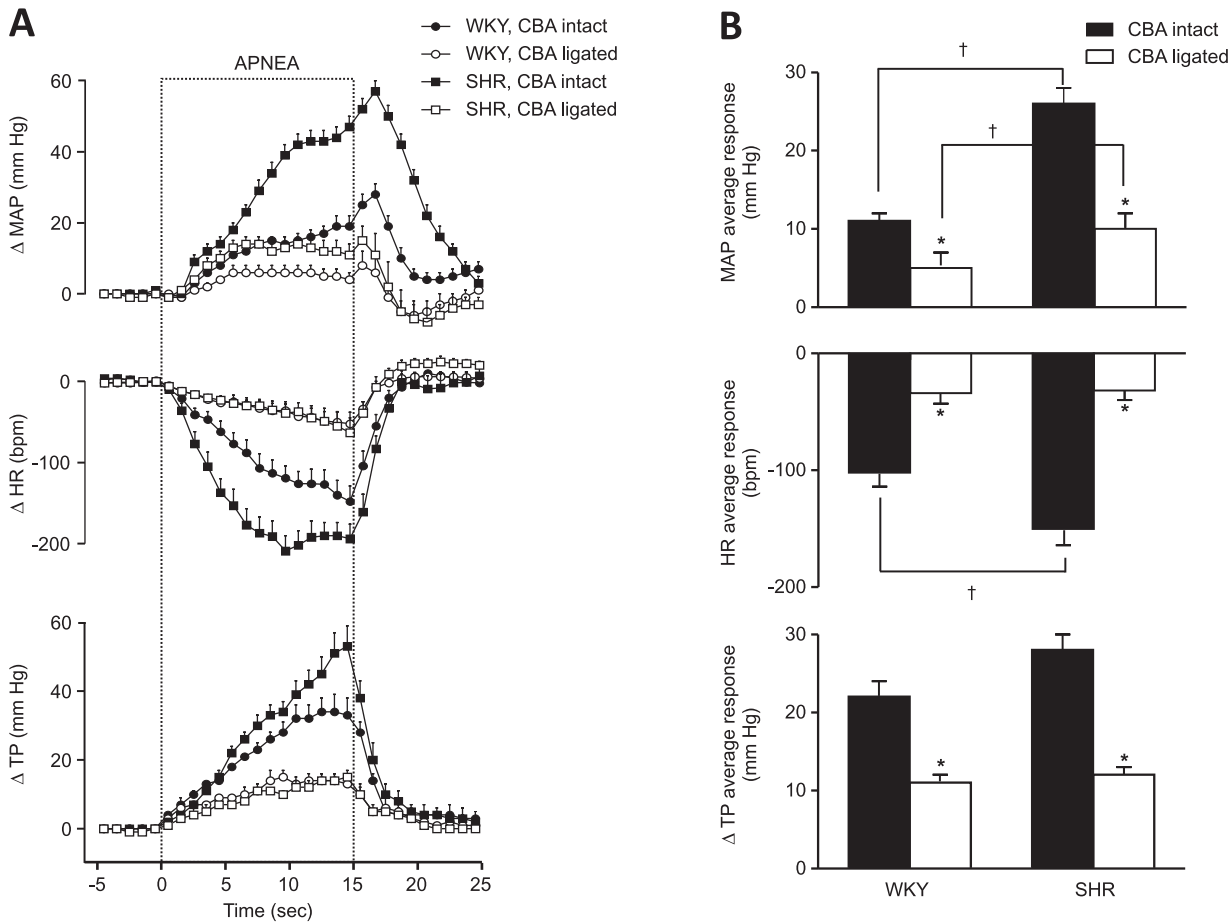 A
WKY, CBA intact
WKY, CBA ligated
SHR, CBA intact
SHR, CBA ligated
APNEA
60
40
20
0
Δ MAP (mm Hg)
0
-100
-200
Δ HR (bpm)
60
40
20
0
Δ TP (mm Hg)
-5
0
5
10
15
20
25
Time (sec)
B
CBA intact
CBA ligated
†
†
30
20
10
0
MAP average response
(mm Hg)
*
*
0
-100
-200
HR average response
(bpm)
*
*
†
30
20
10
0
Δ TP average response
(mm Hg)
*
*
WKY
SHR